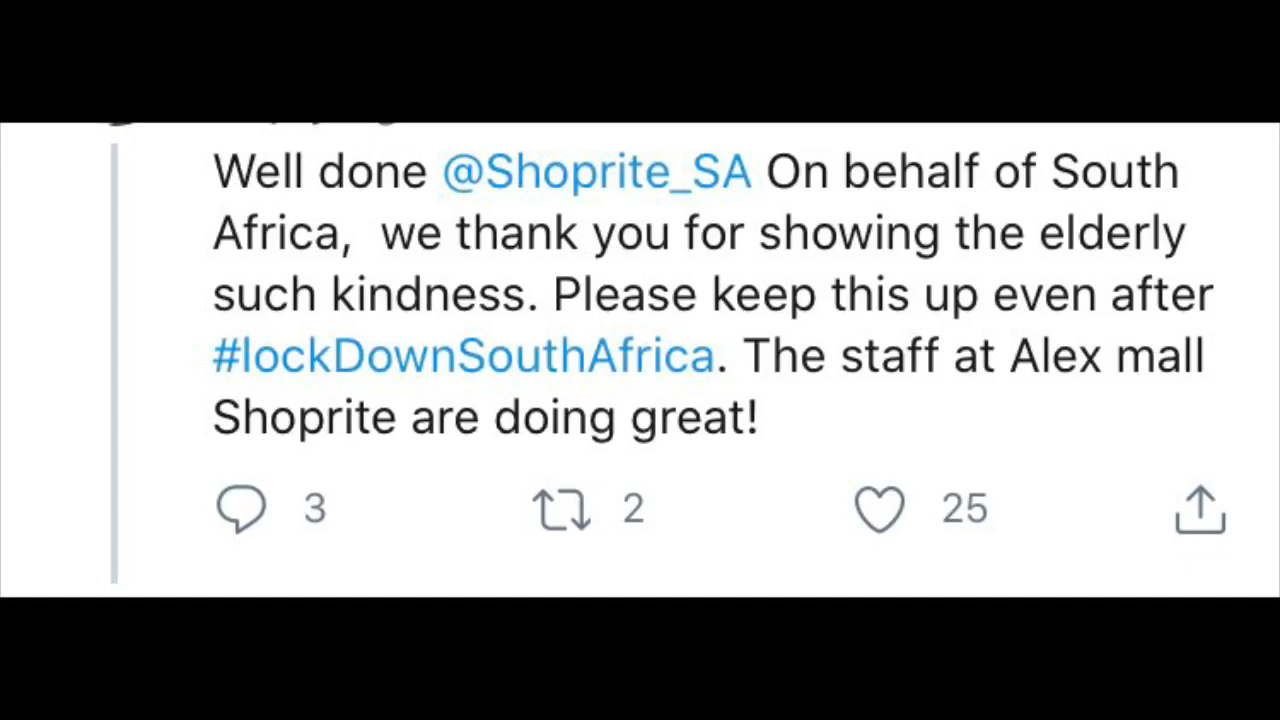 Well done @Shoprite_SA On behalf of South
Africa,  we thank you for showing the elderly
such kindness. Please keep this up even after
#lockDownSouthAfrica. The staff at Alex mall
Shoprite are doing great!
3 2 25